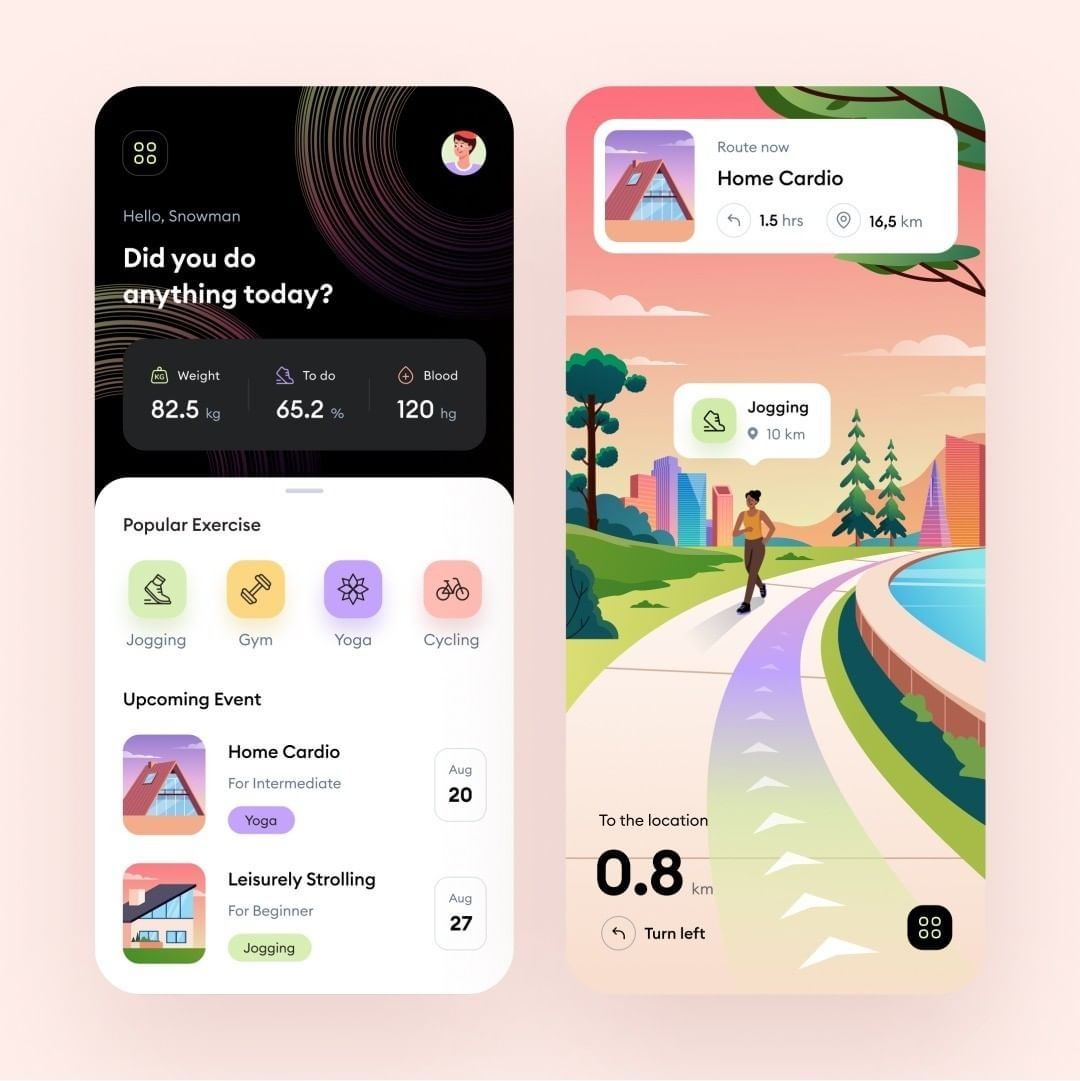 Hello, Snowman
Did you do
anything today?
KG Weight
82.5 kg
To do
65.2 %
Blood
120 hg
Popular Exercise
Jogging
Gym
Yoga
Cycling
Upcoming Event
Home Cardio
For Intermediate
Yoga
Aug
20
Leisurely Strolling
For Beginner
Jogging
Aug
27
Route now
Home Cardio
1.5 hrs
16,5 km
Jogging
10 km
To the location
0.8 km
Turn left